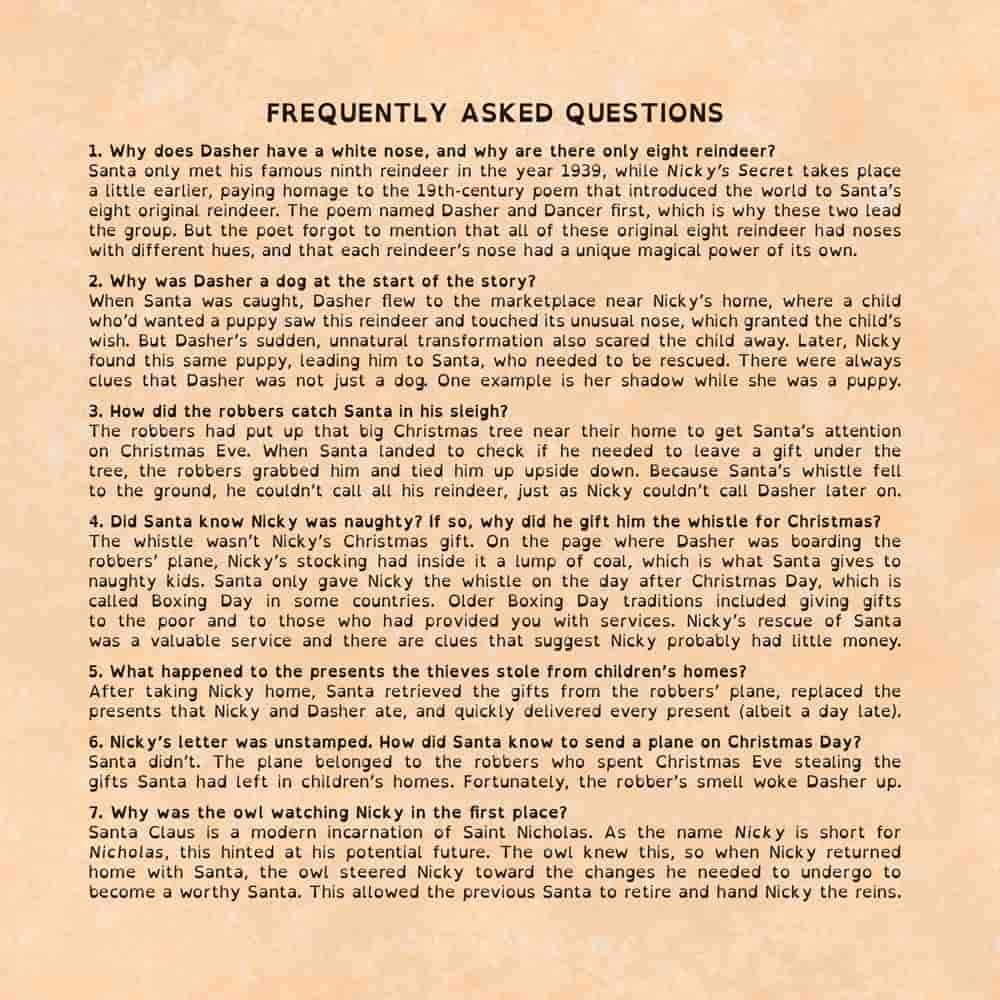 FREQUENTLY ASKED QUESTIONS
1. Why does Dasher have a white nose, and why are there only eight reindeer?
Santa only met his famous ninth reindeer in the year 1939, while Nicky's Secret takes place
a little earlier, paying homage to the 19th-century poem that introduced the world to Santa's
eight original reindeer. The poem named Dasher and Dancer first, which is why these two lead
the group. But the poet forgot to mention that all of these original eight reindeer had noses
with different hues, and that each reindeer's nose had a unique magical power of its own.
2. Why was Dasher a dog at the start of the story?
When Santa was caught, Dasher flew to the marketplace near Nicky's home, where a child
who'd wanted a puppy saw this reindeer and touched its unusual nose, which granted the child's
wish. But Dasher's sudden, unnatural transformation also scared the child away. Later, Nicky
found this same puppy, leading him to Santa, who needed to be rescued. There were always
clues that Dasher was not just a dog. One example is her shadow while she was a puppy.
3. How did the robbers catch Santa in his sleigh?
The robbers had put up that big Christmas tree near their home to get Santa's attention
on Christmas Eve. When Santa landed to check if he needed to leave a gift under the
tree, the robbers grabbed him and tied him up upside down. Because Santa's whistle fell
to the ground, he couldn't call all his reindeer, just as Nicky couldn't call Dasher later on.
4. Did Santa know Nicky was naughty? If so, why did he gift him the whistle for Christmas?
The whistle wasn't Nicky's Christmas gift. On the page where Dasher was boarding the
robbers' plane, Nicky's stocking had inside it a lump of coal, which is what Santa gives to
naughty kids. Santa only gave Nicky the whistle on the day after Christmas Day, which is
called Boxing Day in some countries. Older Boxing Day traditions included giving gifts
to the poor and to those who had provided you with services. Nicky's rescue of Santa
was a valuable service and there are clues that suggest Nicky probably had little money.
5. What happened to the presents the thieves stole from children's homes?
After taking Nicky home, Santa retrieved the gifts from the robbers' plane, replaced the
presents that Nicky and Dasher ate, and quickly delivered every present (albeit a day late).
6. Nicky's letter was unstamped. How did Santa know to send a plane on Christmas Day?
Santa didn't. The plane belonged to the robbers who spent Christmas Eve stealing the
gifts Santa had left in children's homes. Fortunately, the robber's smell woke Dasher up.
7. Why was the owl watching Nicky in the first place?
Santa Claus is a modern incarnation of Saint Nicholas. As the name Nicky is short for
Nicholas, this hinted at his potential future. The owl knew this, so when Nicky returned
home with Santa, the owl steered Nicky toward the changes he needed to undergo to
become a worthy Santa. This allowed the previous Santa to retire and hand Nicky the reins.